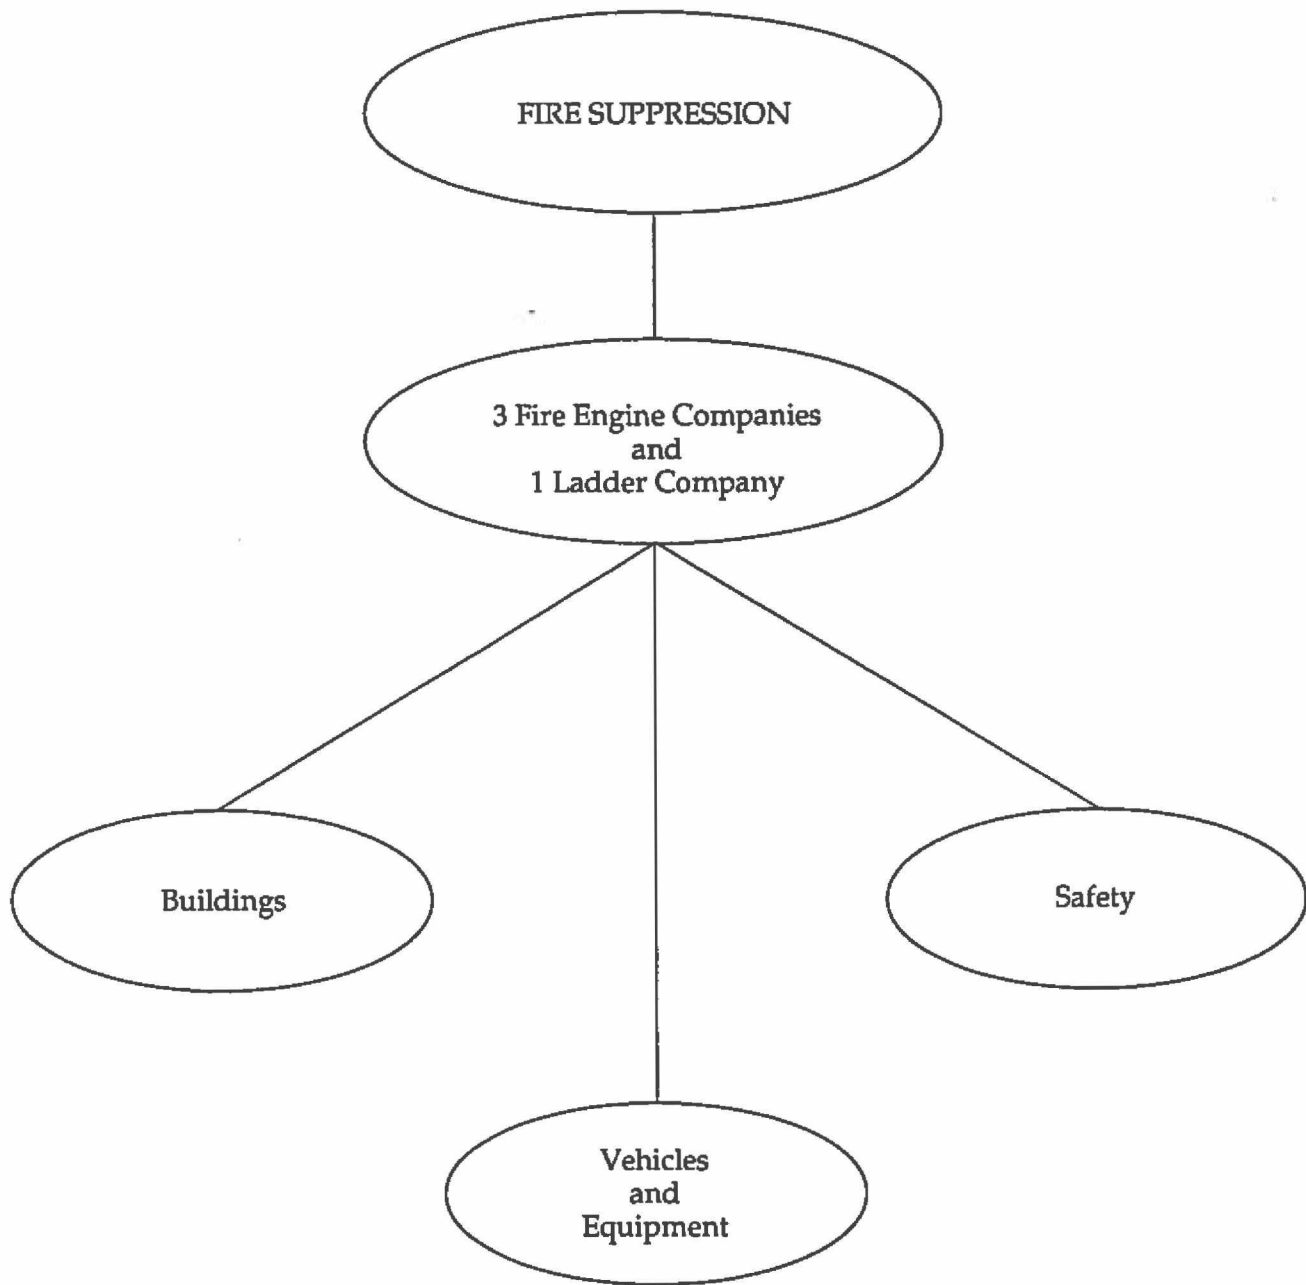 FIRE SUPPRESSION
3 Fire Engine Companies
and
1 Ladder Company
Buildings
Safety
Vehicles
and
Equipment